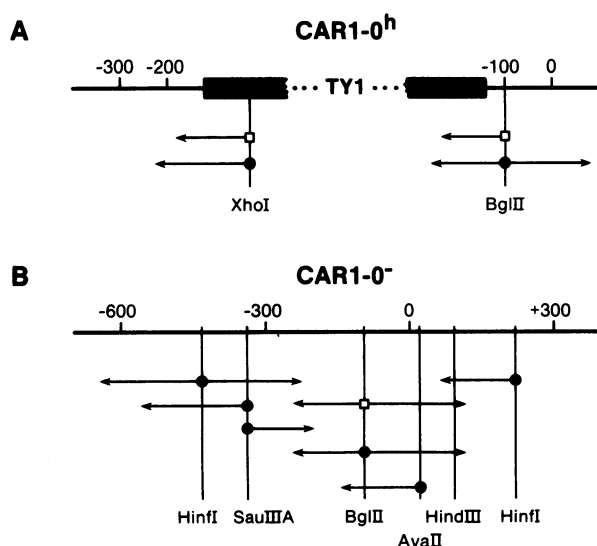 A CAR1-0ʰ
-300 -200 ··· TY1 ··· -100 0
XhoI BglII
B CAR1-0⁻
-600 -300 0 +300
HinfI SauIIIA BglII HindIII HinfI
AvaII